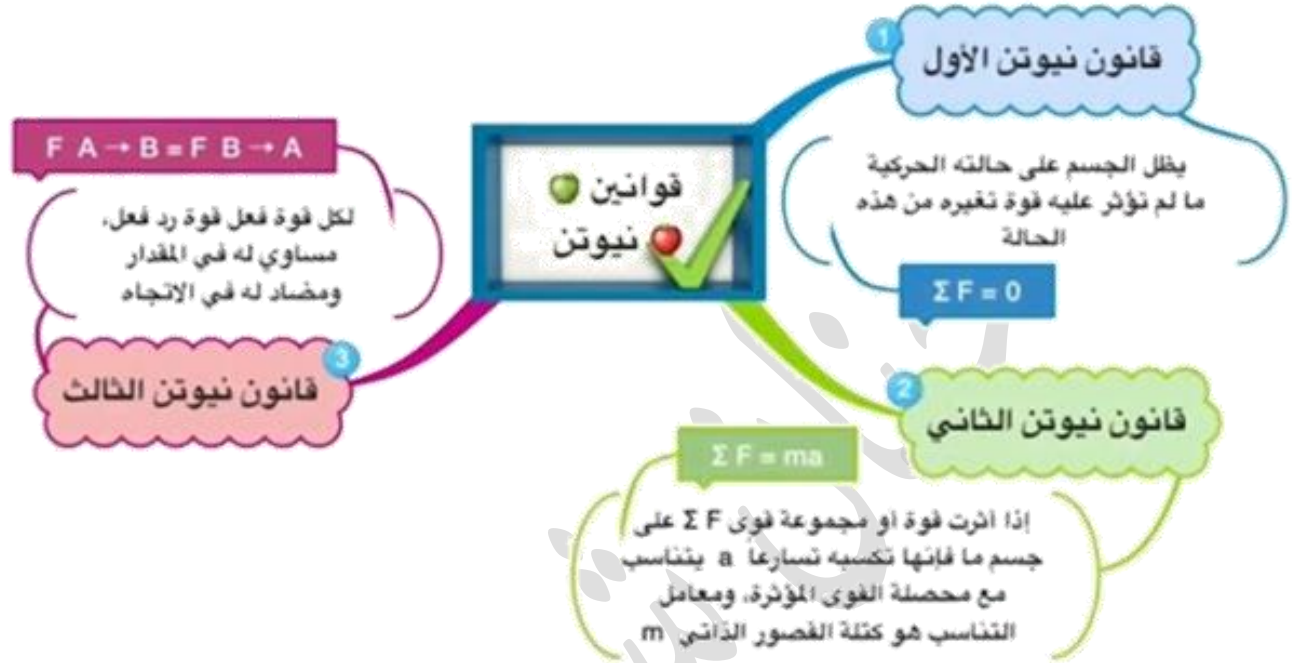 قوانين
نيوتن
1
قانون نيوتن الأول
يظل الجسم على حالته الحركية
ما لم تؤثر عليه قوة تغيره من هذه
الحالة
Σ F = 0
2
قانون نيوتن الثاني
Σ F = ma
إذا أثرت قوة أو مجموعة قوى Σ F على
جسم ما فإنها تكسبه تسارعاً a يتناسب
مع محصلة القوى المؤثرة، ومعامل
التناسب هو كتلة القصور الذاتي m
3
قانون نيوتن الثالث
F A → B = F B → A
لكل قوة فعل قوة رد فعل،
مساوي له في المقدار
ومضاد له في الاتجاه